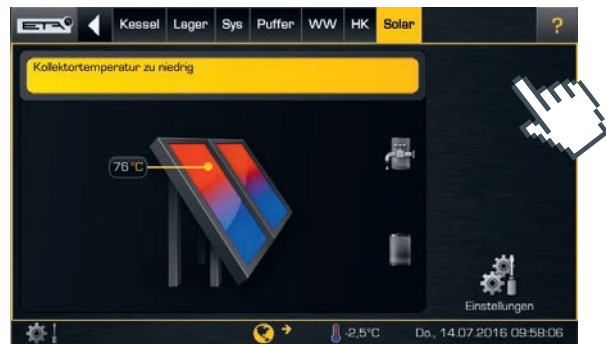 ETA Kessel Lager Sys Puffer WW HK Solar ?
Kollektortemperatur zu niedrig
76°C
Einstellungen
-2,5°C Do., 14.07.2016 09:58:06